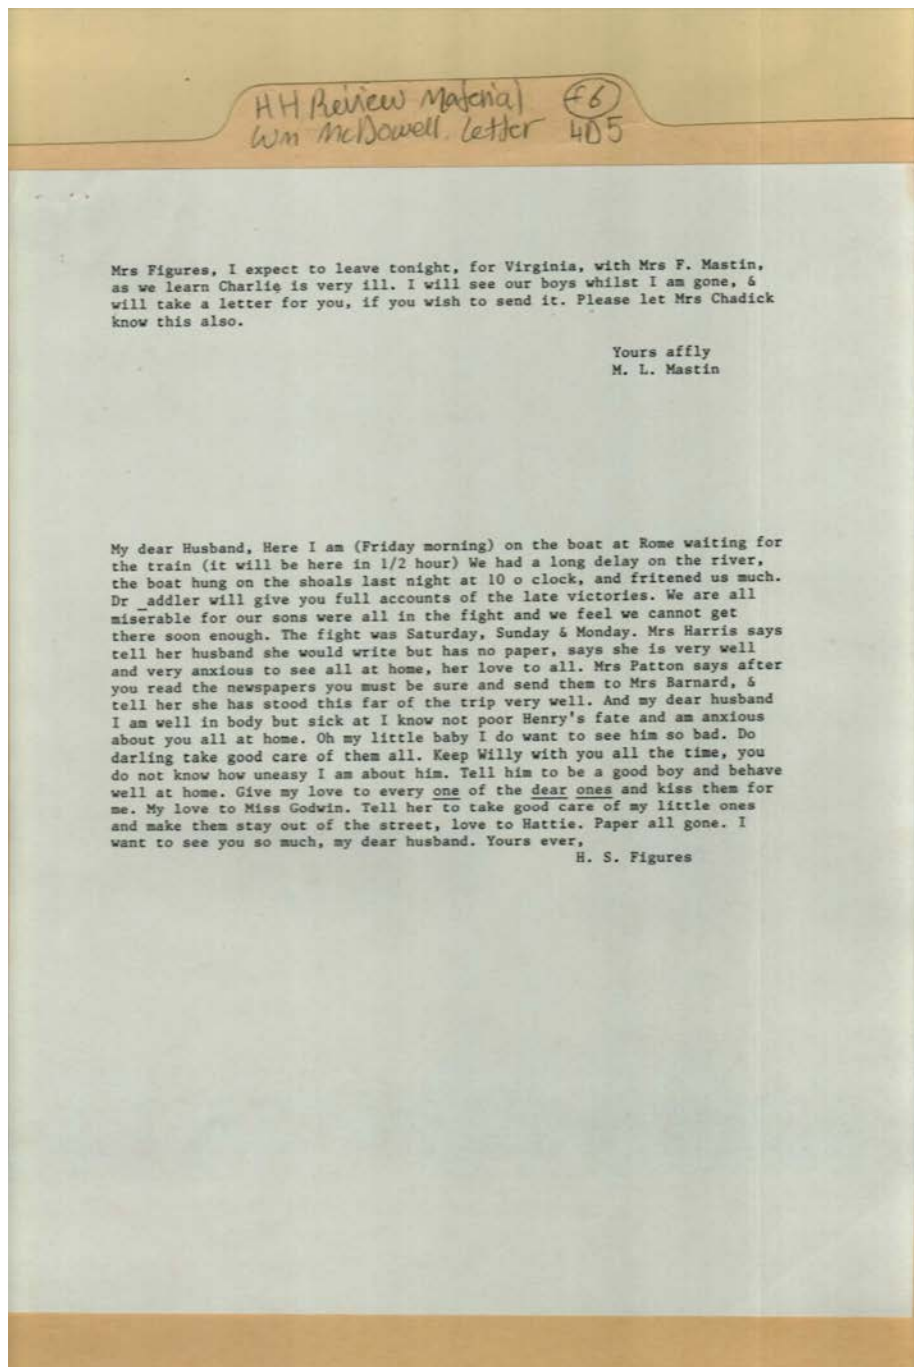 HH Review Material F6
Wm McDowell Letter 4D5
Mrs Figures, I expect to leave tonight, for Virginia, with Mrs F. Mastin,
as we learn Charlie is very ill. I will see our boys whilst I am gone, &
will take a letter for you, if you wish to send it. Please let Mrs Chadick
know this also.
Yours affly
M. L. Mastin
My dear Husband, Here I am (Friday morning) on the boat at Rome waiting for
the train (it will be here in 1/2 hour) We had a long delay on the river,
the boat hung on the shoals last night at 10 o clock, and fritened us much.
Dr _addler will give you full accounts of the late victories. We are all
miserable for our sons were all in the fight and we feel we cannot get
there soon enough. The fight was Saturday, Sunday & Monday. Mrs Harris says
tell her husband she would write but has no paper, says she is very well
and very anxious to see all at home, her love to all. Mrs Patton says after
you read the newspapers you must be sure and send them to Mrs Barnard, &
tell her she has stood this far of the trip very well. And my dear husband
I am well in body but sick at I know not poor Henry's fate and am anxious
about you all at home. Oh my little baby I do want to see him so bad. Do
darling take good care of them all. Keep Willy with you all the time, you
do not know how uneasy I am about him. Tell him to be a good boy and behave
well at home. Give my love to every one of the dear ones and kiss them for
me. My love to Miss Godwin. Tell her to take good care of my little ones
and make them stay out of the street, love to Hattie. Paper all gone. I
want to see you so much, my dear husband. Yours ever,
H. S. Figures